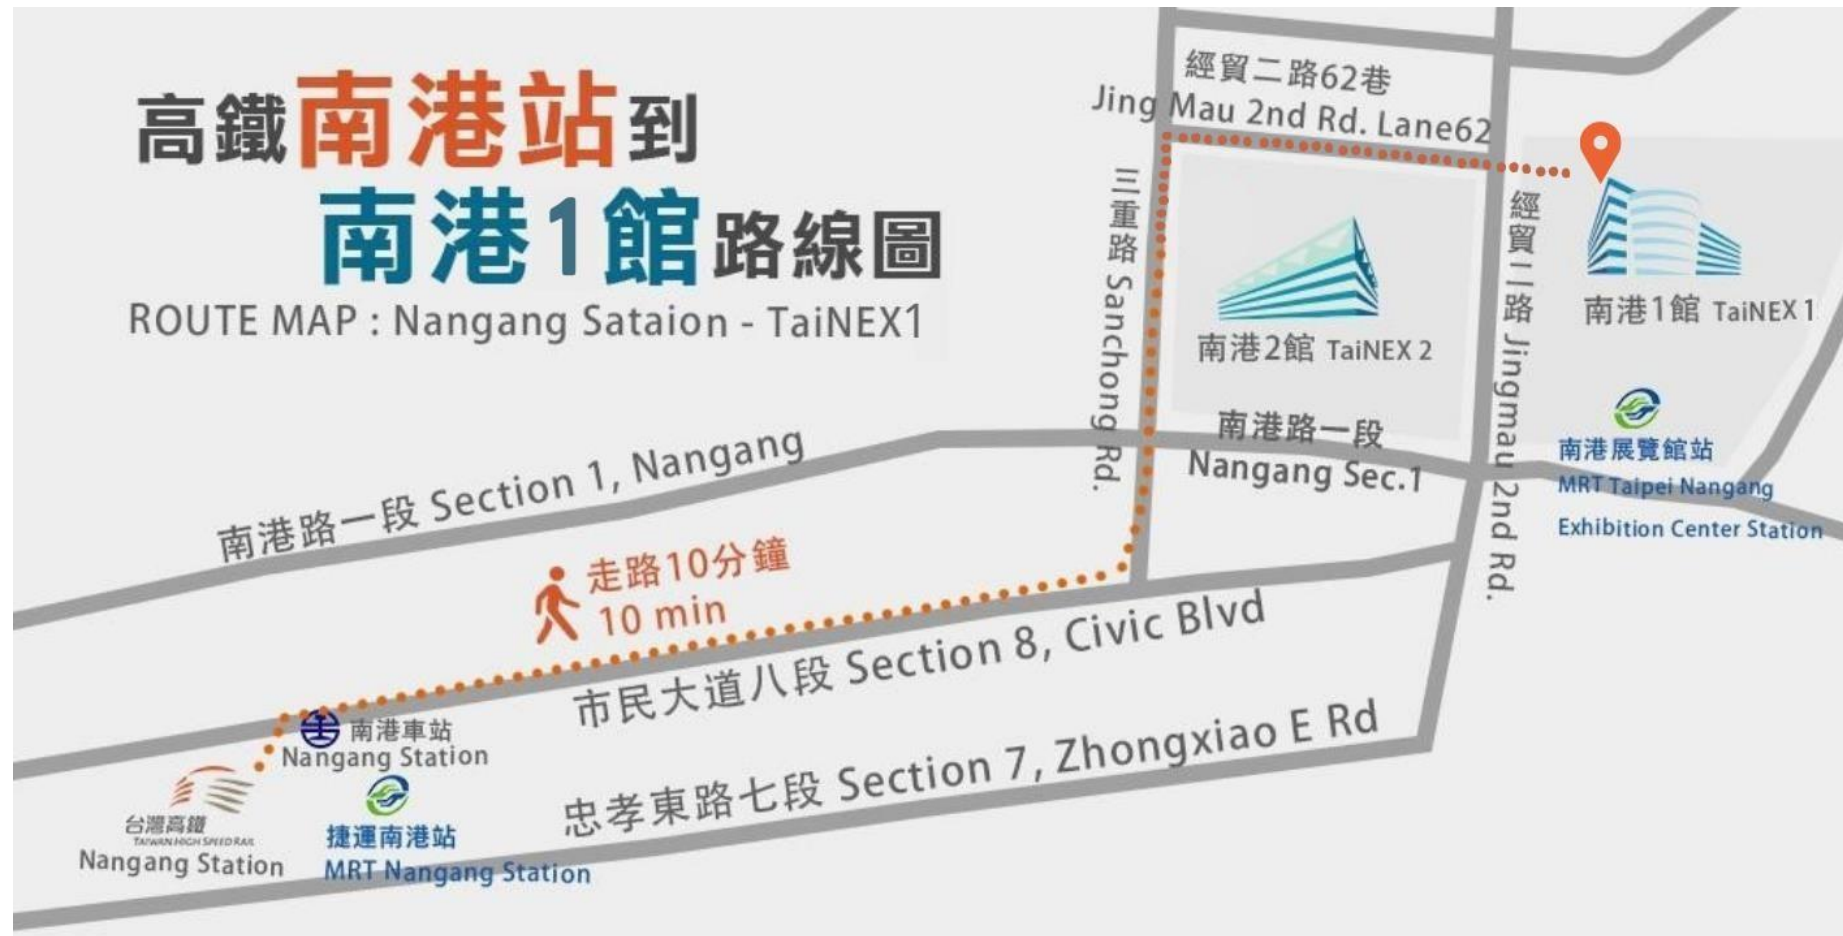 高鐵南港站到
南港1館路線圖
ROUTE MAP : Nangang Sataion - TaiNEX1
經貿二路62巷
Jing Mau 2nd Rd. Lane62
三重路 Sanchong Rd.
經貿二路 Jingmau 2nd Rd.
南港1館 TaiNEX 1
南港2館 TaiNEX 2
南港路一段
Nangang Sec.1
南港展覽館站
MRT Taipei Nangang
Exhibition Center Station
南港路一段 Section 1, Nangang
走路10分鐘
10 min
市民大道八段 Section 8, Civic Blvd
南港車站
Nangang Station
忠孝東路七段 Section 7, Zhongxiao E Rd
台灣高鐵
TAIWAN HIGH SPEED RAIL
Nangang Station
捷運南港站
MRT Nangang Station